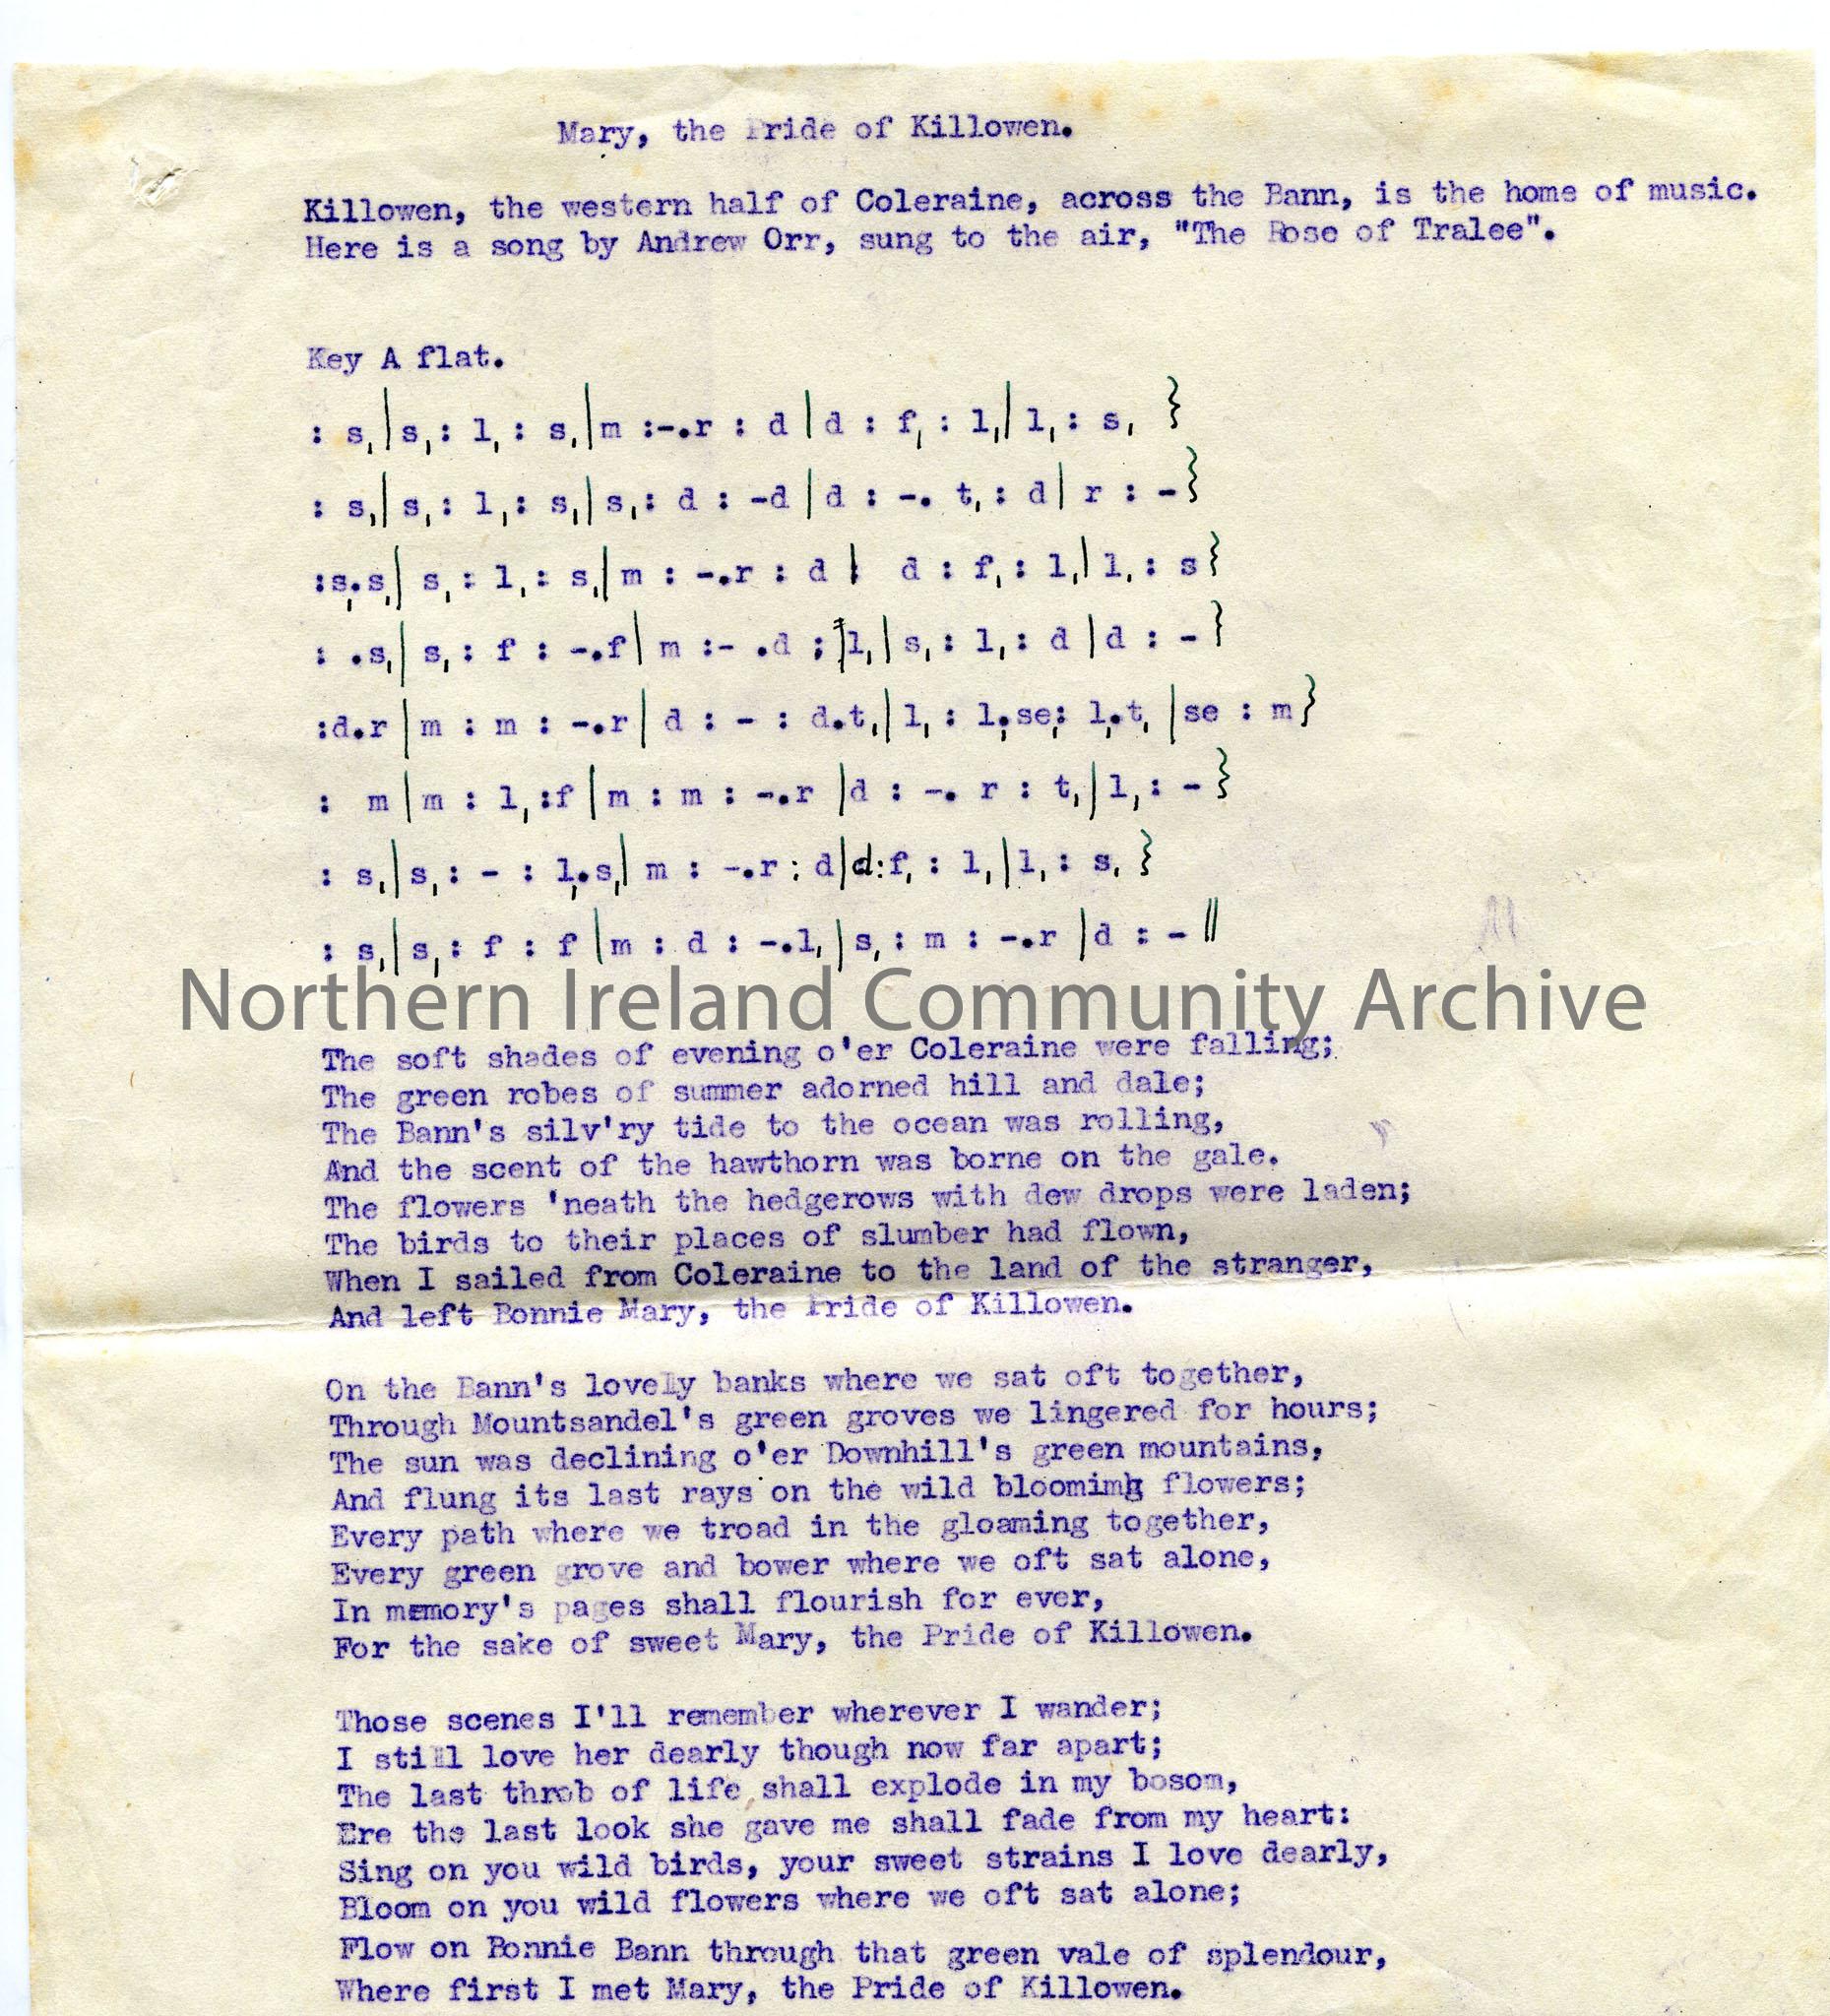 Mary, the Pride of Killowen.
Killowen, the western half of Coleraine, across the Bann, is the home of music.
Here is a song by Andrew Orr, sung to the air, "The Rose of Tralee".
Key A flat.
: s,|s,: l,: s,|m :-.r : d |d : f,: l,| l,: s, }
: s,|s,: l,: s,|s,: d : -d |d : -. t,: d| r : -}
:s,.s,| s,: l,: s,|m : -.r : d | d : f,: l,| l,: s}
: .s,| s,: f : -.f| m :- .d ; l,| s,: l,: d |d : - }
:d.r |m : m : -.r| d : - : d.t,| l, : l,.se,: l,.t, |se : m}
: m |m : l,:f |m : m : -.r |d : -. r : t,| l,: - }
: s,|s,: - : l,.s,| m : -.r : d|d:f, : l,|l,: s, }
: s,|s,: f : f |m : d : -.l,|s,: m : -.r |d : - ||
Northern Ireland Community Archive
The soft shades of evening o'er Coleraine were falling;
The green robes of summer adorned hill and dale;
The Bann's silv'ry tide to the ocean was rolling,
And the scent of the hawthorn was borne on the gale.
The flowers 'neath the hedgerows with dew drops were laden;
The birds to their places of slumber had flown,
When I sailed from Coleraine to the land of the stranger,
And left Bonnie Mary, the Pride of Killowen.
On the Bann's lovely banks where we sat oft together,
Through Mountsandel's green groves we lingered for hours;
The sun was declining o'er Downhill's green mountains,
And flung its last rays on the wild bloomimg flowers;
Every path where we troad in the gloaming together,
Every green grove and bower where we oft sat alone,
In memory's pages shall flourish for ever,
For the sake of sweet Mary, the Pride of Killowen.
Those scenes I'll remember wherever I wander;
I still love her dearly though now far apart;
The last throb of life shall explode in my bosom,
Ere the last look she gave me shall fade from my heart:
Sing on you wild birds, your sweet strains I love dearly,
Bloom on you wild flowers where we oft sat alone;
Flow on Bonnie Bann through that green vale of splendour,
Where first I met Mary, the Pride of Killowen.